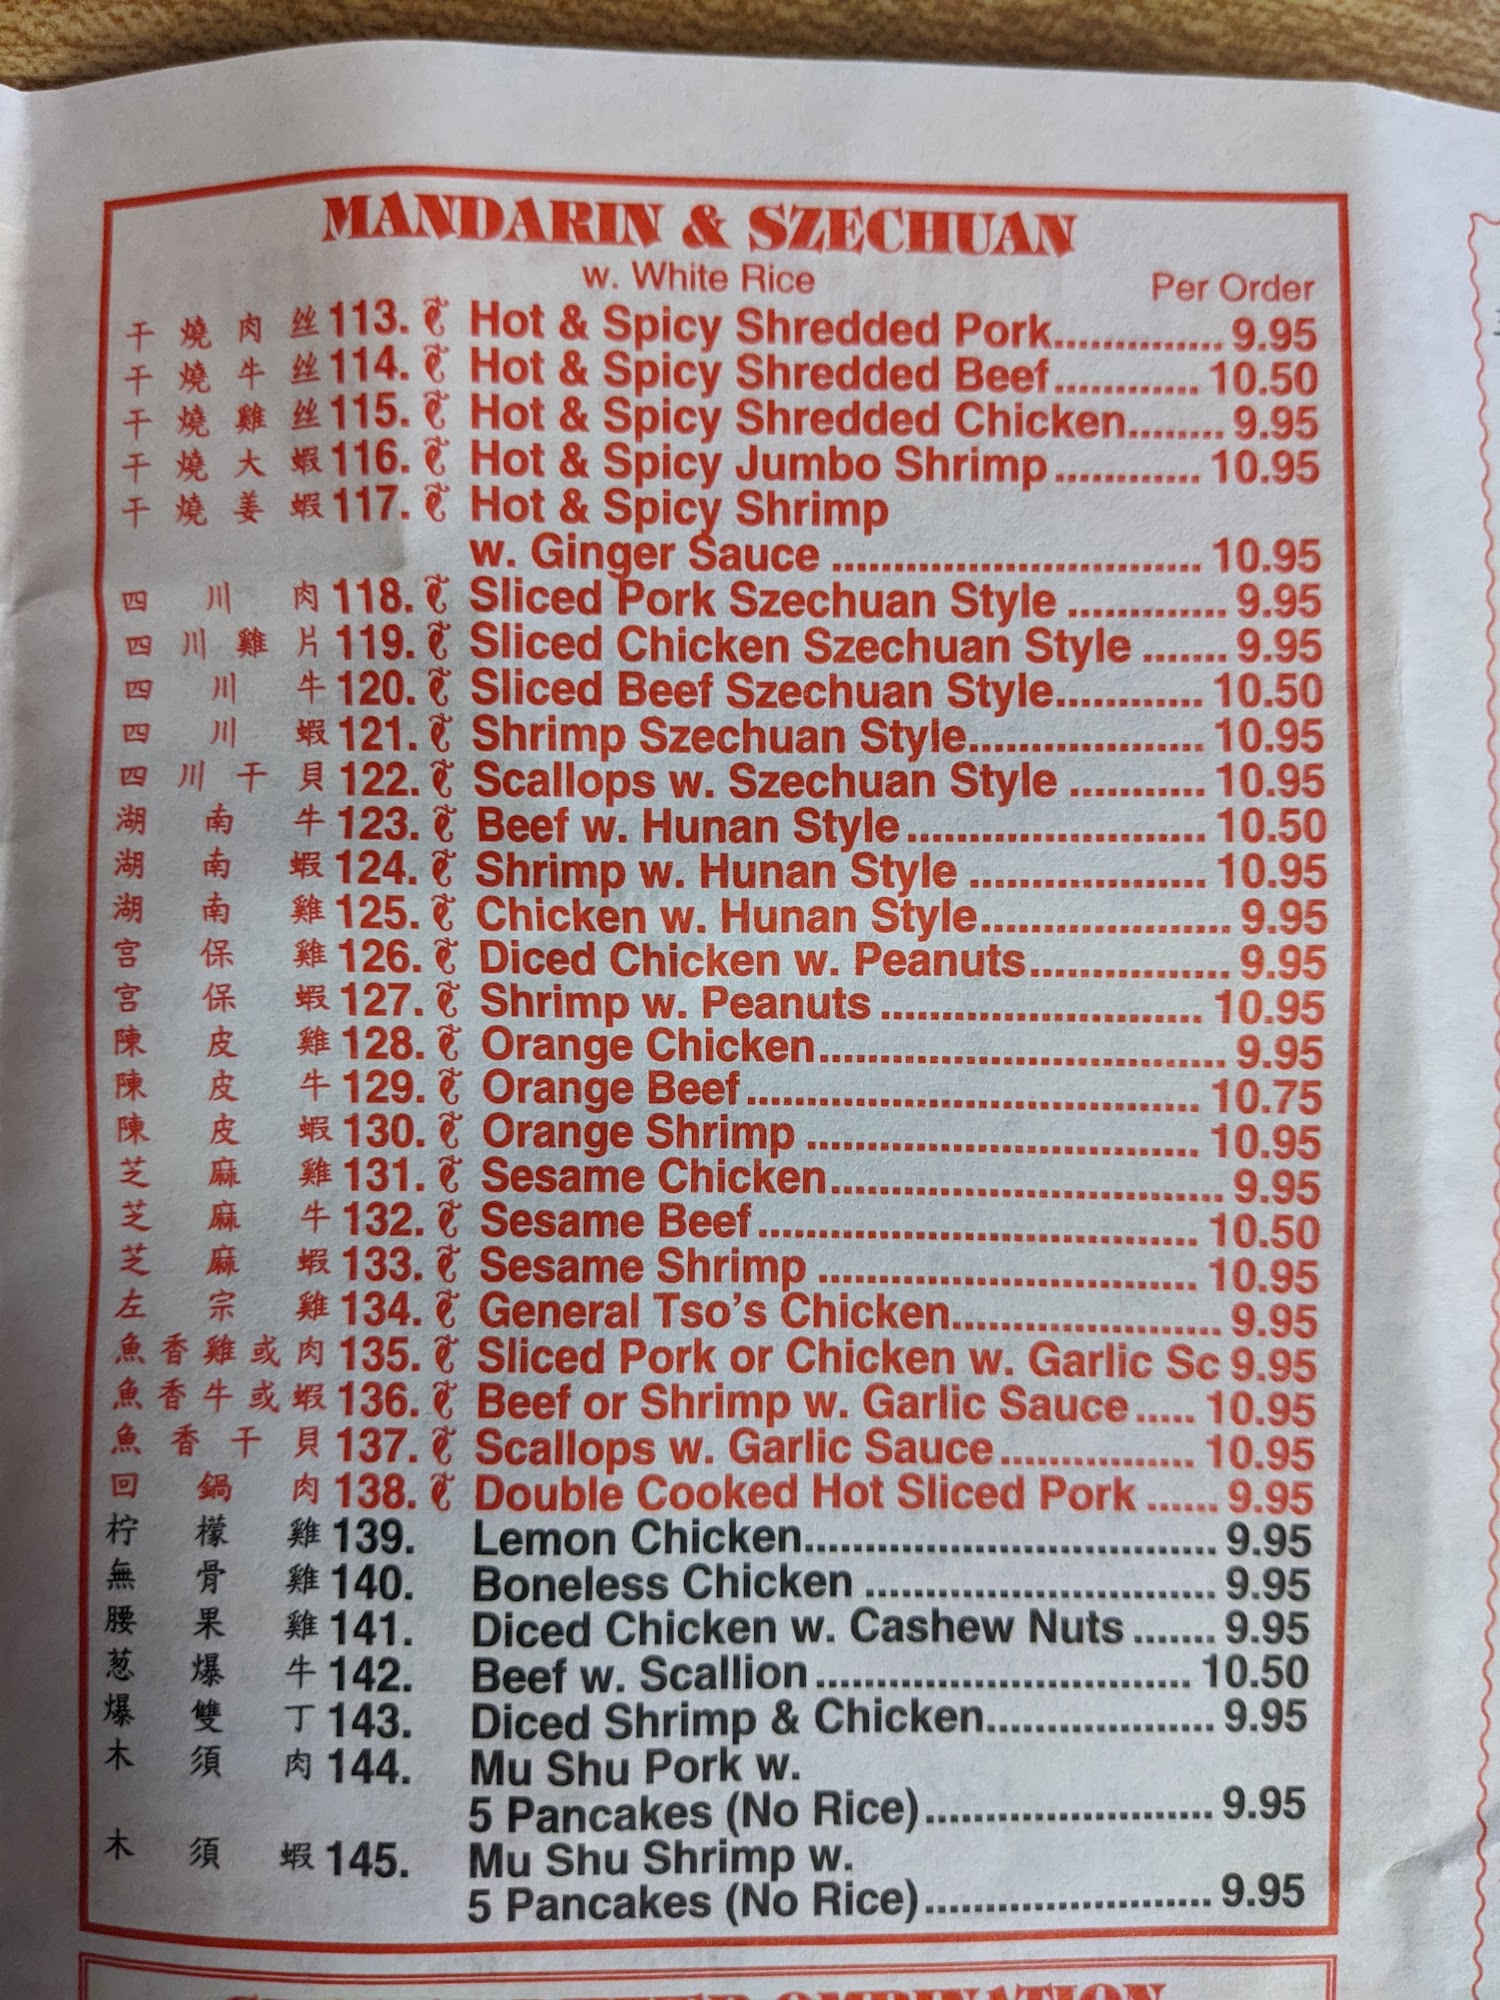 MANDARIN & SZECHUAN
w. White Rice
Per Order
干燒肉丝 113. Hot & Spicy Shredded Pork.............. 9.95
干燒牛丝 114. Hot & Spicy Shredded Beef............ 10.50
干燒雞丝 115. Hot & Spicy Shredded Chicken........ 9.95
干燒大蝦 116. Hot & Spicy Jumbo Shrimp ............ 10.95
干燒姜蝦 117. Hot & Spicy Shrimp
w. Ginger Sauce ............................... 10.95
四川肉 118. Sliced Pork Szechuan Style ............. 9.95
四川雞片 119. Sliced Chicken Szechuan Style ....... 9.95
四川牛 120. Sliced Beef Szechuan Style............ 10.50
四川蝦 121. Shrimp Szechuan Style................... 10.95
四川干貝 122. Scallops w. Szechuan Style ........... 10.95
湖南牛 123. Beef w. Hunan Style......................... 10.50
湖南蝦 124. Shrimp w. Hunan Style .................... 10.95
湖南雞 125. Chicken w. Hunan Style..................... 9.95
宫保雞 126. Diced Chicken w. Peanuts................. 9.95
宫保蝦 127. Shrimp w. Peanuts ........................... 10.95
陳皮雞 128. Orange Chicken.................................. 9.95
陳皮牛 129. Orange Beef...................................... 10.75
陳皮蝦 130. Orange Shrimp ................................. 10.95
芝麻雞 131. Sesame Chicken................................. 9.95
芝麻牛 132. Sesame Beef..................................... 10.50
芝麻蝦 133. Sesame Shrimp ................................ 10.95
左宗雞 134. General Tso's Chicken....................... 9.95
魚香雞或肉 135. Sliced Pork or Chicken w. Garlic Sc 9.95
魚香牛或蝦 136. Beef or Shrimp w. Garlic Sauce..... 10.95
魚香干貝 137. Scallops w. Garlic Sauce................ 10.95
回鍋肉 138. Double Cooked Hot Sliced Pork ...... 9.95
柠檬雞 139. Lemon Chicken.................................. 9.95
無骨雞 140. Boneless Chicken ............................. 9.95
腰果雞 141. Diced Chicken w. Cashew Nuts ....... 9.95
葱爆牛 142. Beef w. Scallion ............................... 10.50
爆雙丁 143. Diced Shrimp & Chicken................... 9.95
木須肉 144. Mu Shu Pork w.
5 Pancakes (No Rice)........................ 9.95
木須蝦 145. Mu Shu Shrimp w.
5 Pancakes (No Rice)........................ 9.95